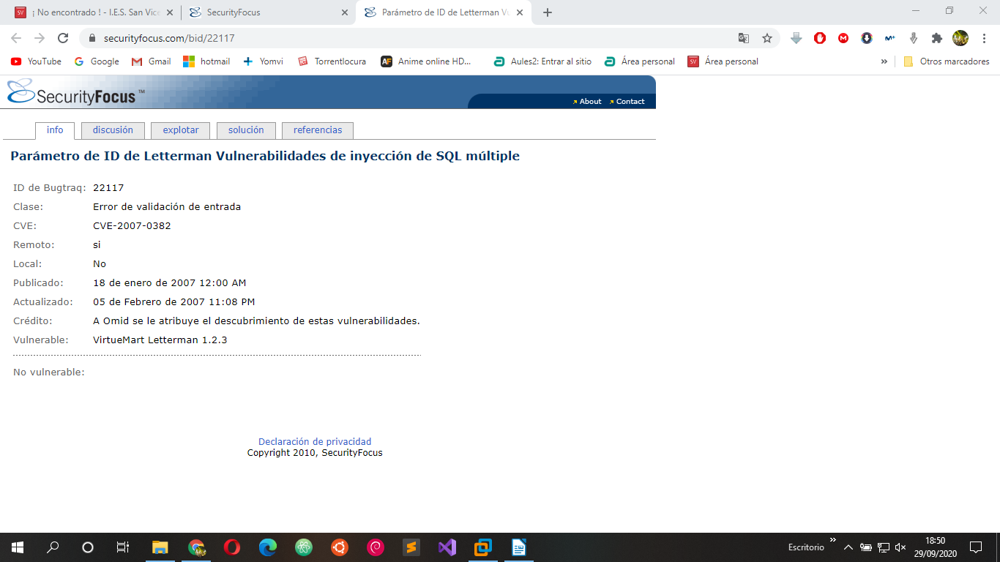 ¡ No encontrado ! - I.E.S. San Vice
SecurityFocus
Parámetro de ID de Letterman Vu
securityfocus.com/bid/22117
YouTube
Google
Gmail
hotmail
Yomvi
Torrentlocura
Anime online HD...
Aules2: Entrar al sitio
Área personal
Área personal
»
Otros marcadores
SecurityFocus ™
About
Contact
info
discusión
explotar
solución
referencias
Parámetro de ID de Letterman Vulnerabilidades de inyección de SQL múltiple
ID de Bugtraq: 22117
Clase: Error de validación de entrada
CVE: CVE-2007-0382
Remoto: si
Local: No
Publicado: 18 de enero de 2007 12:00 AM
Actualizado: 05 de Febrero de 2007 11:08 PM
Crédito: A Omid se le atribuye el descubrimiento de estas vulnerabilidades.
Vulnerable: VirtueMart Letterman 1.2.3
No vulnerable:
Declaración de privacidad
Copyright 2010, SecurityFocus
Escritorio
18:50
29/09/2020